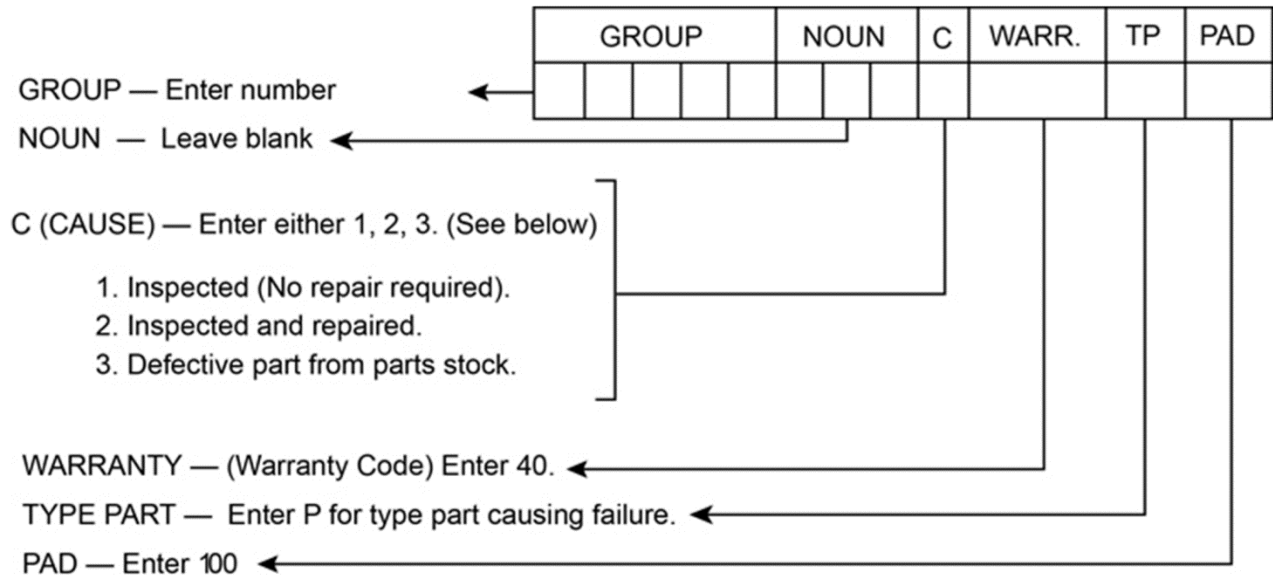 GROUP NOUN C WARR. TP PAD
GROUP — Enter number
NOUN — Leave blank
C (CAUSE) — Enter either 1, 2, 3. (See below)
1. Inspected (No repair required).
2. Inspected and repaired.
3. Defective part from parts stock.
WARRANTY — (Warranty Code) Enter 40.
TYPE PART — Enter P for type part causing failure.
PAD — Enter 100